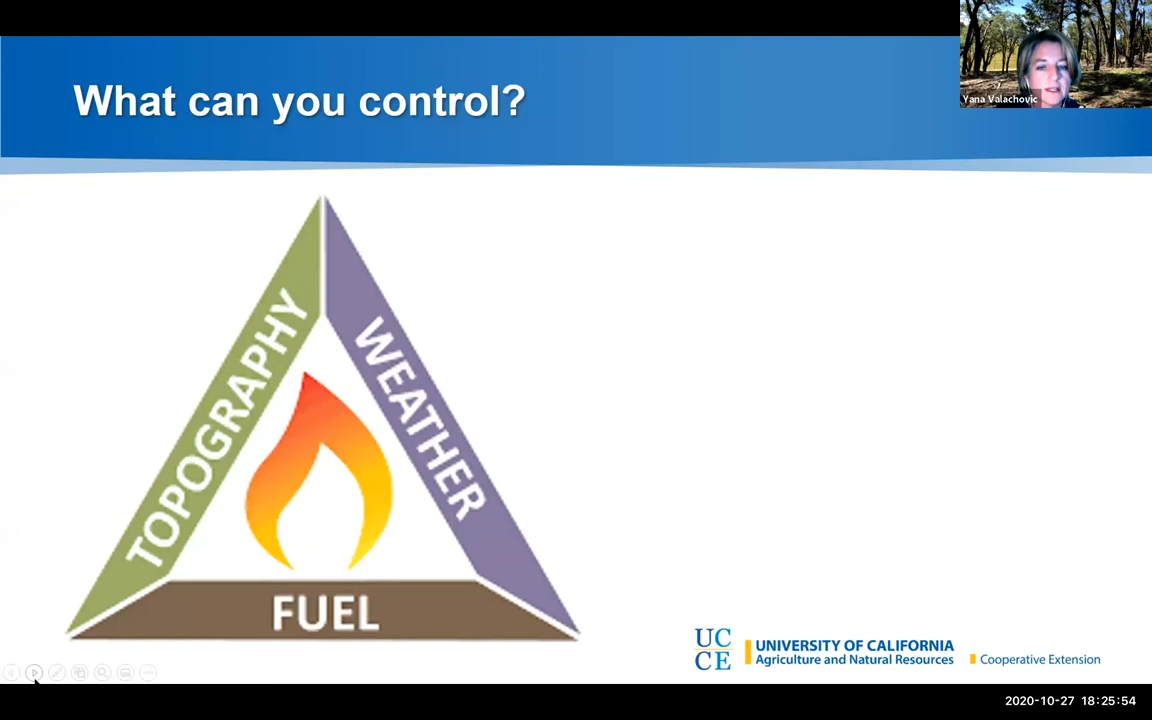 What can you control?
Yana Valachovic
TOPOGRAPHY
WEATHER
FUEL
UC
CE
UNIVERSITY OF CALIFORNIA
Agriculture and Natural Resources
Cooperative Extension
2020-10-27 18:25:54